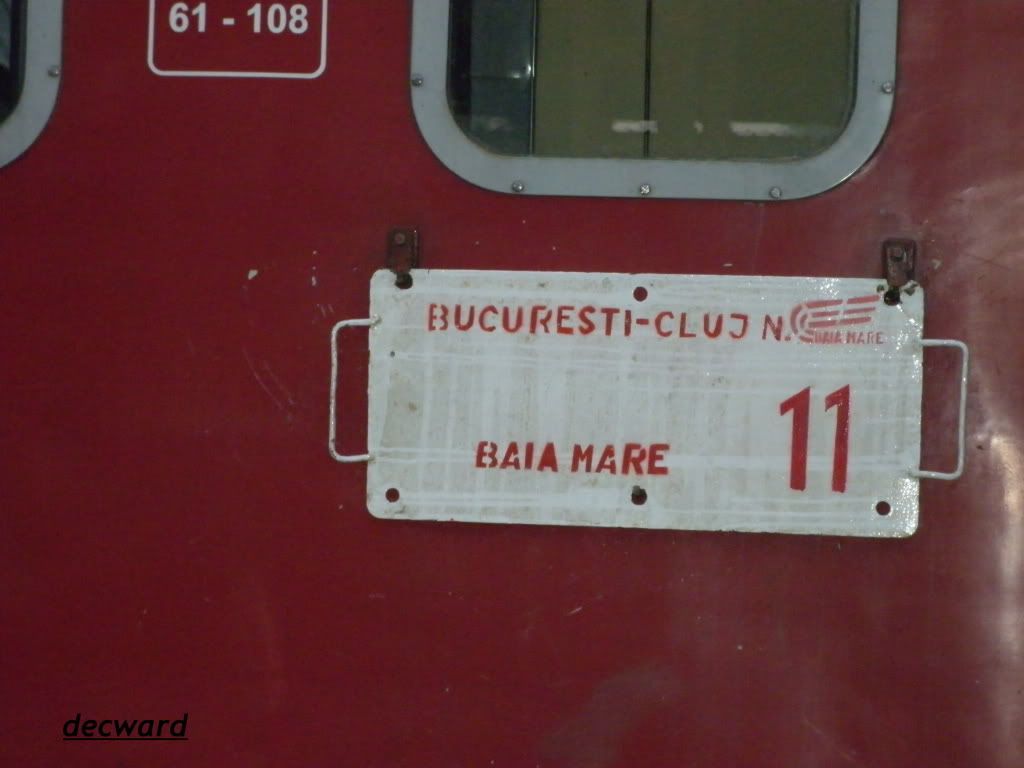 61 - 108
BUCURESTI-CLUJ N.
BAIA MARE
11
BAIA MARE
decward